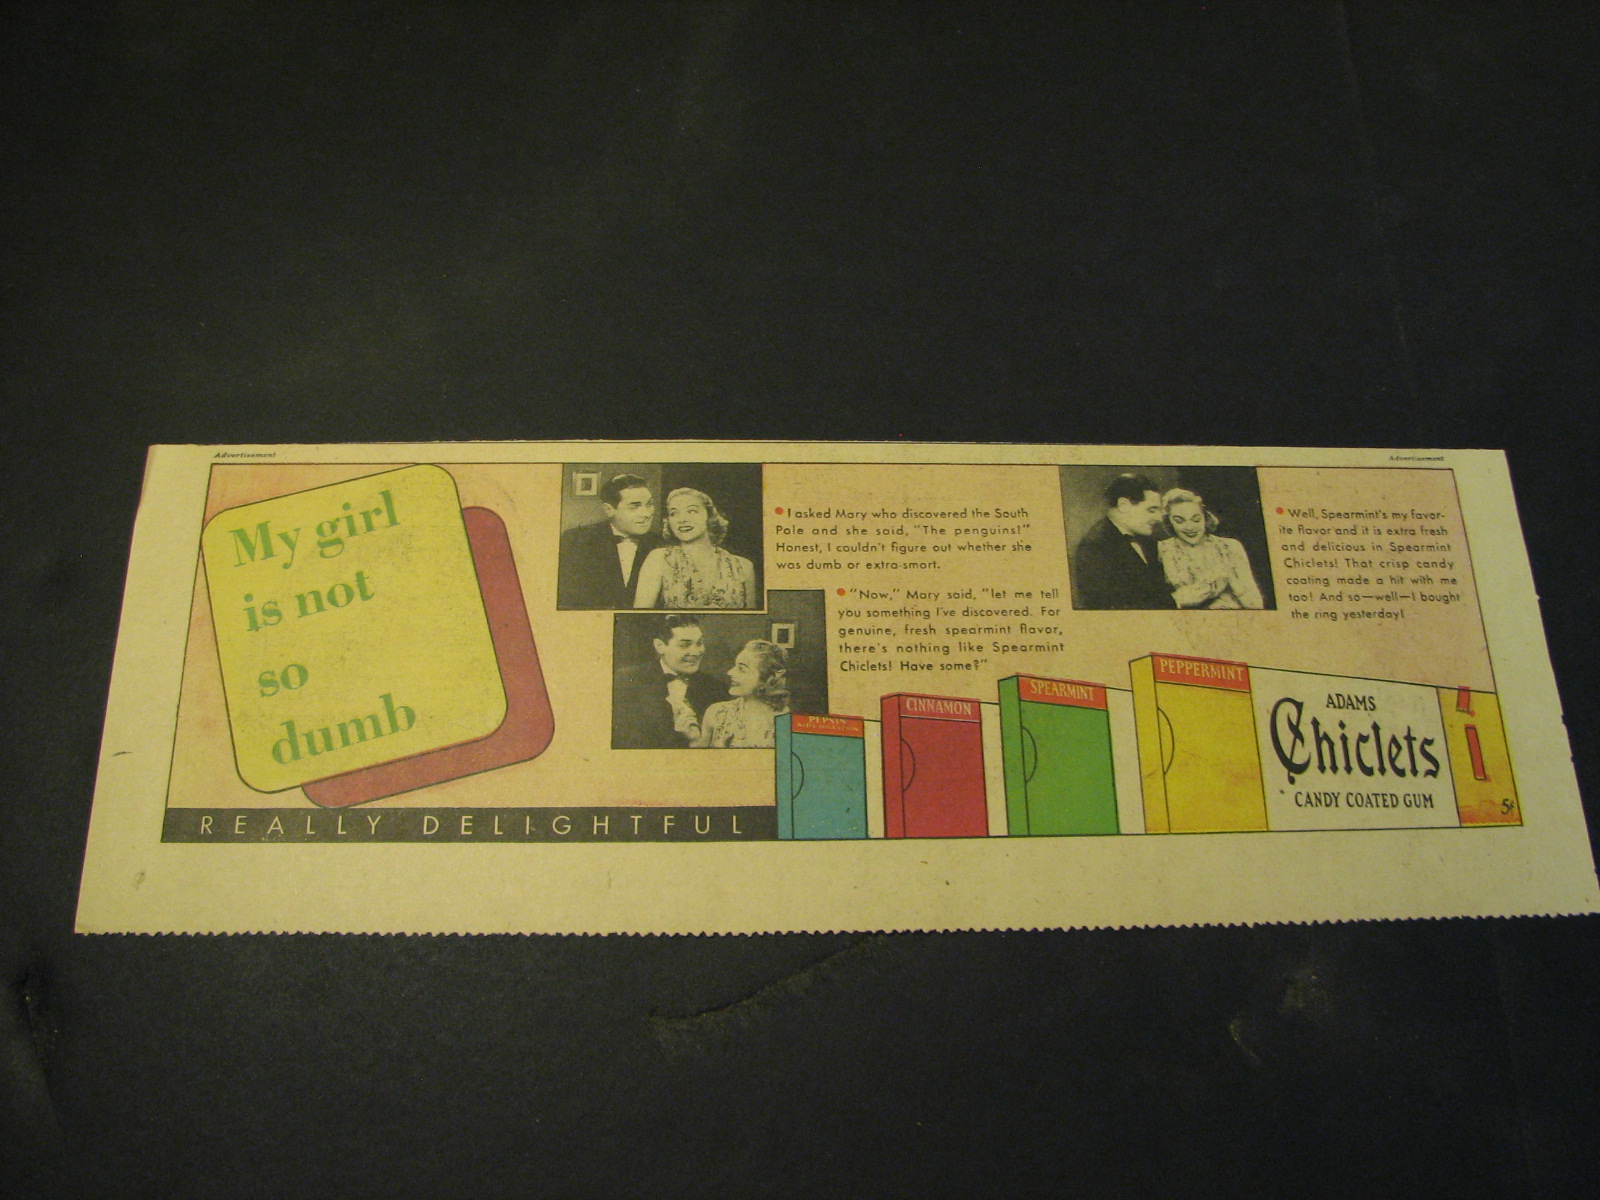 Advertisement
Advertisement
My girl
is not
so
dumb
• I asked Mary who discovered the South
Pole and she said, "The penguins!"
Honest, I couldn't figure out whether she
was dumb or extra-smart.
• "Now," Mary said, "let me tell
you something I've discovered. For
genuine, fresh spearmint flavor,
there's nothing like Spearmint
Chiclets! Have some?"
• Well, Spearmint's my favor-
ite flavor and it is extra fresh
and delicious in Spearmint
Chiclets! That crisp candy
coating made a hit with me
too! And so—well—I bought
the ring yesterday!
REALLY DELIGHTFUL
PEPSIN
AIDS DIGESTION
CINNAMON
SPEARMINT
PEPPERMINT
ADAMS
Chiclets
CANDY COATED GUM
5¢